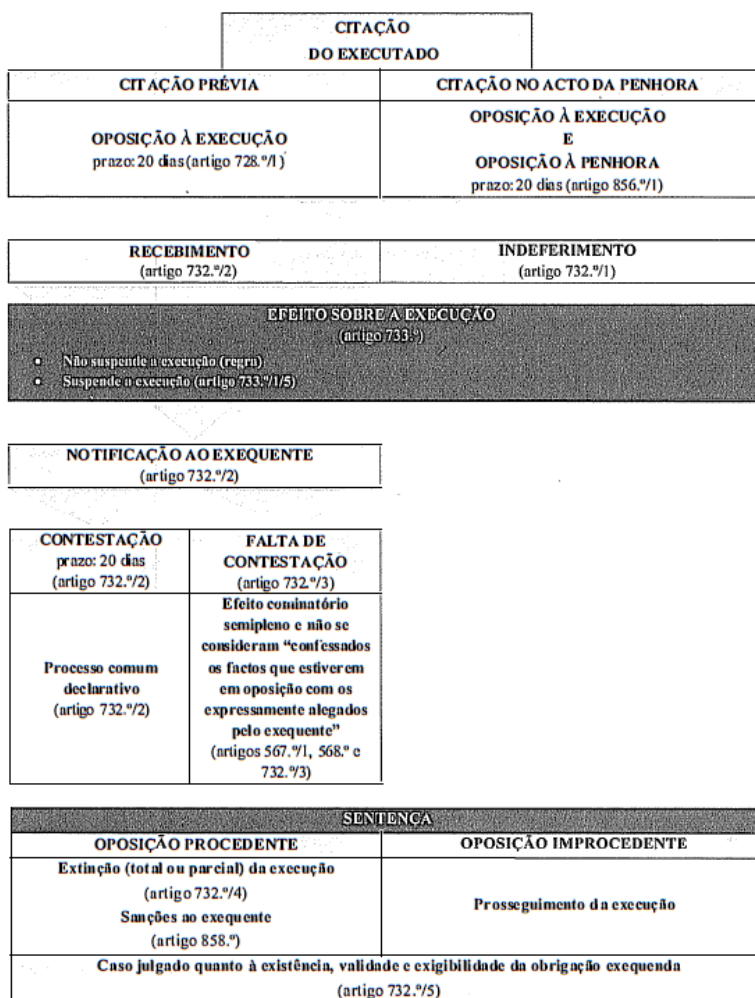 CITAÇÃO
DO EXECUTADO
CITAÇÃO PRÉVIA
CITAÇÃO NO ACTO DA PENHORA
OPOSIÇÃO À EXECUÇÃO
prazo: 20 dias (artigo 728.º/1)
OPOSIÇÃO À EXECUÇÃO
E
OPOSIÇÃO À PENHORA
prazo: 20 dias (artigo 856.º/1)
RECEBIMENTO
(artigo 732.º/2)
INDEFERIMENTO
(artigo 732.º/1)
EFEITO SOBRE A EXECUÇÃO
(artigo 733.º)
• Não suspende a execução (regra)
• Suspende a execução (artigo 733.º/1/5)
NOTIFICAÇÃO AO EXEQUENTE
(artigo 732.º/2)
CONTESTAÇÃO
prazo: 20 dias
(artigo 732.º/2)
FALTA DE
CONTESTAÇÃO
(artigo 732.º/3)
Processo comum
declarativo
(artigo 732.º/2)
Efeito cominatório
semipleno e não se
consideram “confessados
os factos que estiverem
em oposição com os
expressamente alegados
pelo exequente”
(artigos 567.º/1, 568.º e
732.º/3)
SENTENÇA
OPOSIÇÃO PROCEDENTE
OPOSIÇÃO IMPROCEDENTE
Extinção (total ou parcial) da execução
(artigo 732.º/4)
Sanções ao exequente
(artigo 858.º)
Prosseguimento da execução
Caso julgado quanto à existência, validade e exigibilidade da obrigação exequenda
(artigo 732.º/5)